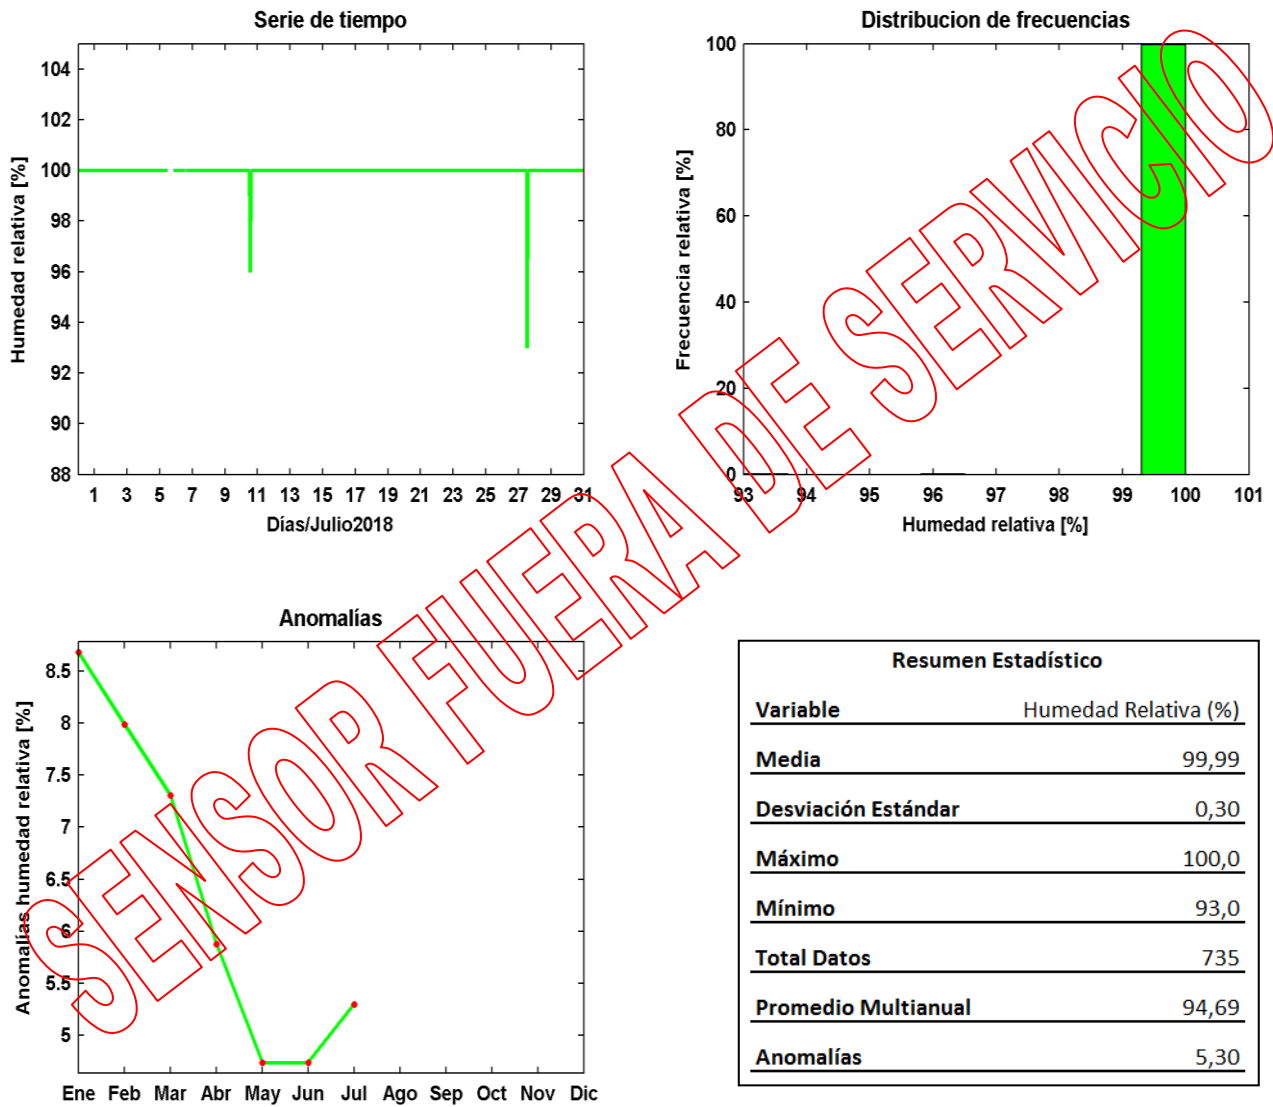 Serie de tiempo
104
102
100
98
96
94
92
90
88
Humedad relativa [%]
1 3 5 7 9 11 13 15 17 19 21 23 25 27 29 31
Días/Julio2018
Distribucion de frecuencias
100
80
60
40
20
0
Frecuencia relativa [%]
93 94 95 96 97 98 99 100 101
Humedad relativa [%]
SENSOR FUERA DE SERVICIO
Anomalías
8.5
8
7.5
7
6.5
6
5.5
5
Anomalías humedad relativa [%]
Ene Feb Mar Abr May Jun Jul Ago Sep Oct Nov Dic
Resumen Estadístico
Variable Humedad Relativa (%)
Media 99,99
Desviación Estándar 0,30
Máximo 100,0
Mínimo 93,0
Total Datos 735
Promedio Multianual 94,69
Anomalías 5,30